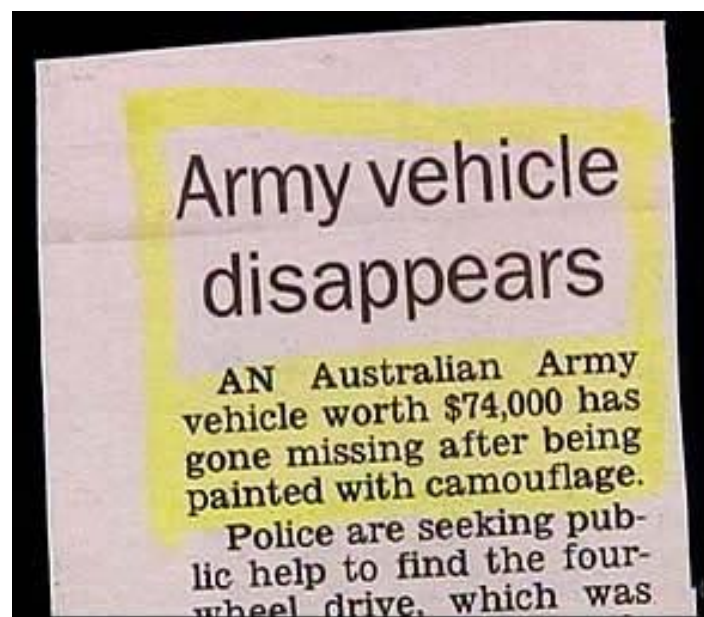 Army vehicle
disappears
AN Australian Army
vehicle worth $74,000 has
gone missing after being
painted with camouflage.
Police are seeking pub-
lic help to find the four-
wheel drive, which was